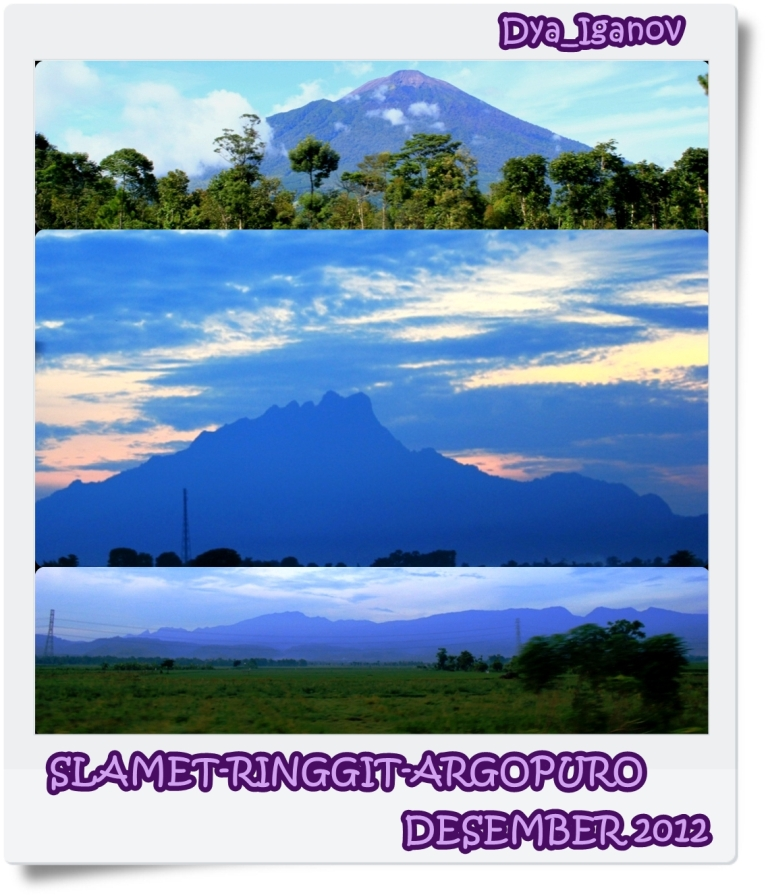 Dya_Iganov
SLAMET-RINGGIT-ARGOPURO
DESEMBER 2012